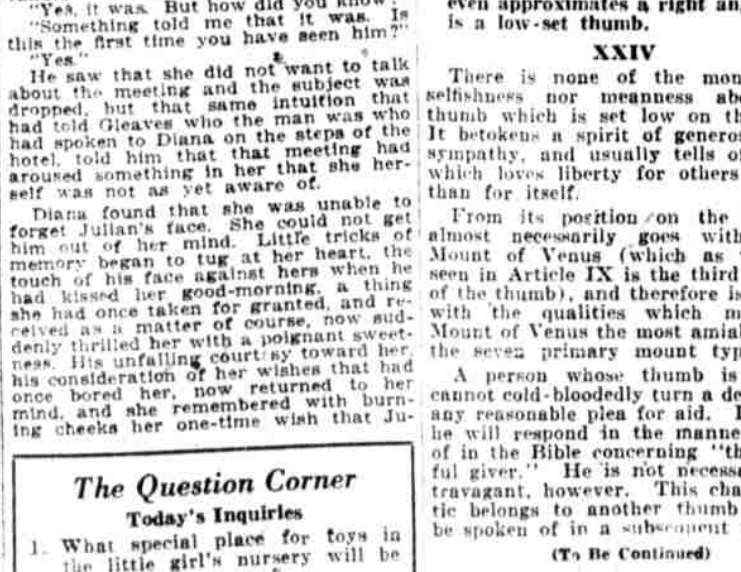 "Yes, it was. But how did you know?"
"Something told me that it was. Is
this the first time you have seen him?"
"Yes."
He saw that she did not want to talk
about the meeting and the subject was
dropped, but that same intuition that
had told Gleaves who the man was who
had spoken to Diana on the steps of the
hotel, told him that that meeting had
aroused something in her that she her-
self was not as yet aware of.
Diana found that she was unable to
forget Julian's face. She could not get
him out of her mind. Little tricks of
memory began to tug at her heart, the
touch of his face against hers when he
had kissed her good-morning, a thing
she had once taken for granted, and re-
ceived as a matter of course, now sud-
denly thrilled her with a poignant sweet-
ness. His unfailing courtesy toward her,
his consideration of her wishes that had
once bored her, now returned to her
mind, and she remembered with burn-
ing cheeks her one-time wish that Ju-
The Question Corner
Today's Inquiries
1. What special place for toys in
the little girl's nursery will be
even approximates a right an
is a low-set thumb.
XXIV
There is none of the mon
selfishness nor meanness ab
thumb which is set low on th
It betokens a spirit of generos
sympathy, and usually tells o
which loves liberty for others
than for itself.
From its position on the
almost necessarily goes with
Mount of Venus (which as
seen in Article IX is the third
of the thumb), and therefore is
with the qualities which m
Mount of Venus the most amial
the seven primary mount typ
A person whose thumb is
cannot cold-bloodedly turn a de
any reasonable plea for aid.
he will respond in the manne
of in the Bible concerning "th
ful giver." He is not necess
travagant, however. This cha
tic belongs to another thumb
be spoken of in a subsequent
(To Be Continued)